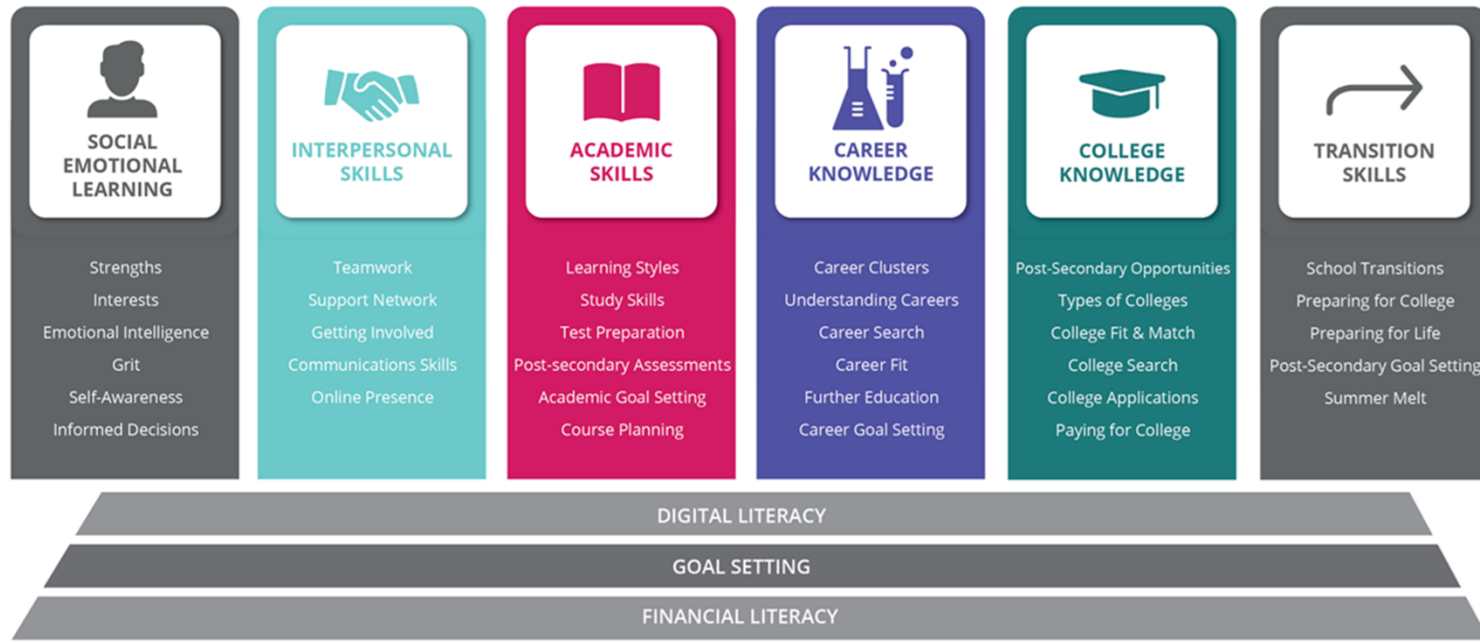 SOCIAL
EMOTIONAL
LEARNING
Strengths
Interests
Emotional Intelligence
Grit
Self-Awareness
Informed Decisions
INTERPERSONAL
SKILLS
Teamwork
Support Network
Getting Involved
Communications Skills
Online Presence
ACADEMIC
SKILLS
Learning Styles
Study Skills
Test Preparation
Post-secondary Assessments
Academic Goal Setting
Course Planning
CAREER
KNOWLEDGE
Career Clusters
Understanding Careers
Career Search
Career Fit
Further Education
Career Goal Setting
COLLEGE
KNOWLEDGE
Post-Secondary Opportunities
Types of Colleges
College Fit & Match
College Search
College Applications
Paying for College
TRANSITION
SKILLS
School Transitions
Preparing for College
Preparing for Life
Post-Secondary Goal Setting
Summer Melt
DIGITAL LITERACY
GOAL SETTING
FINANCIAL LITERACY